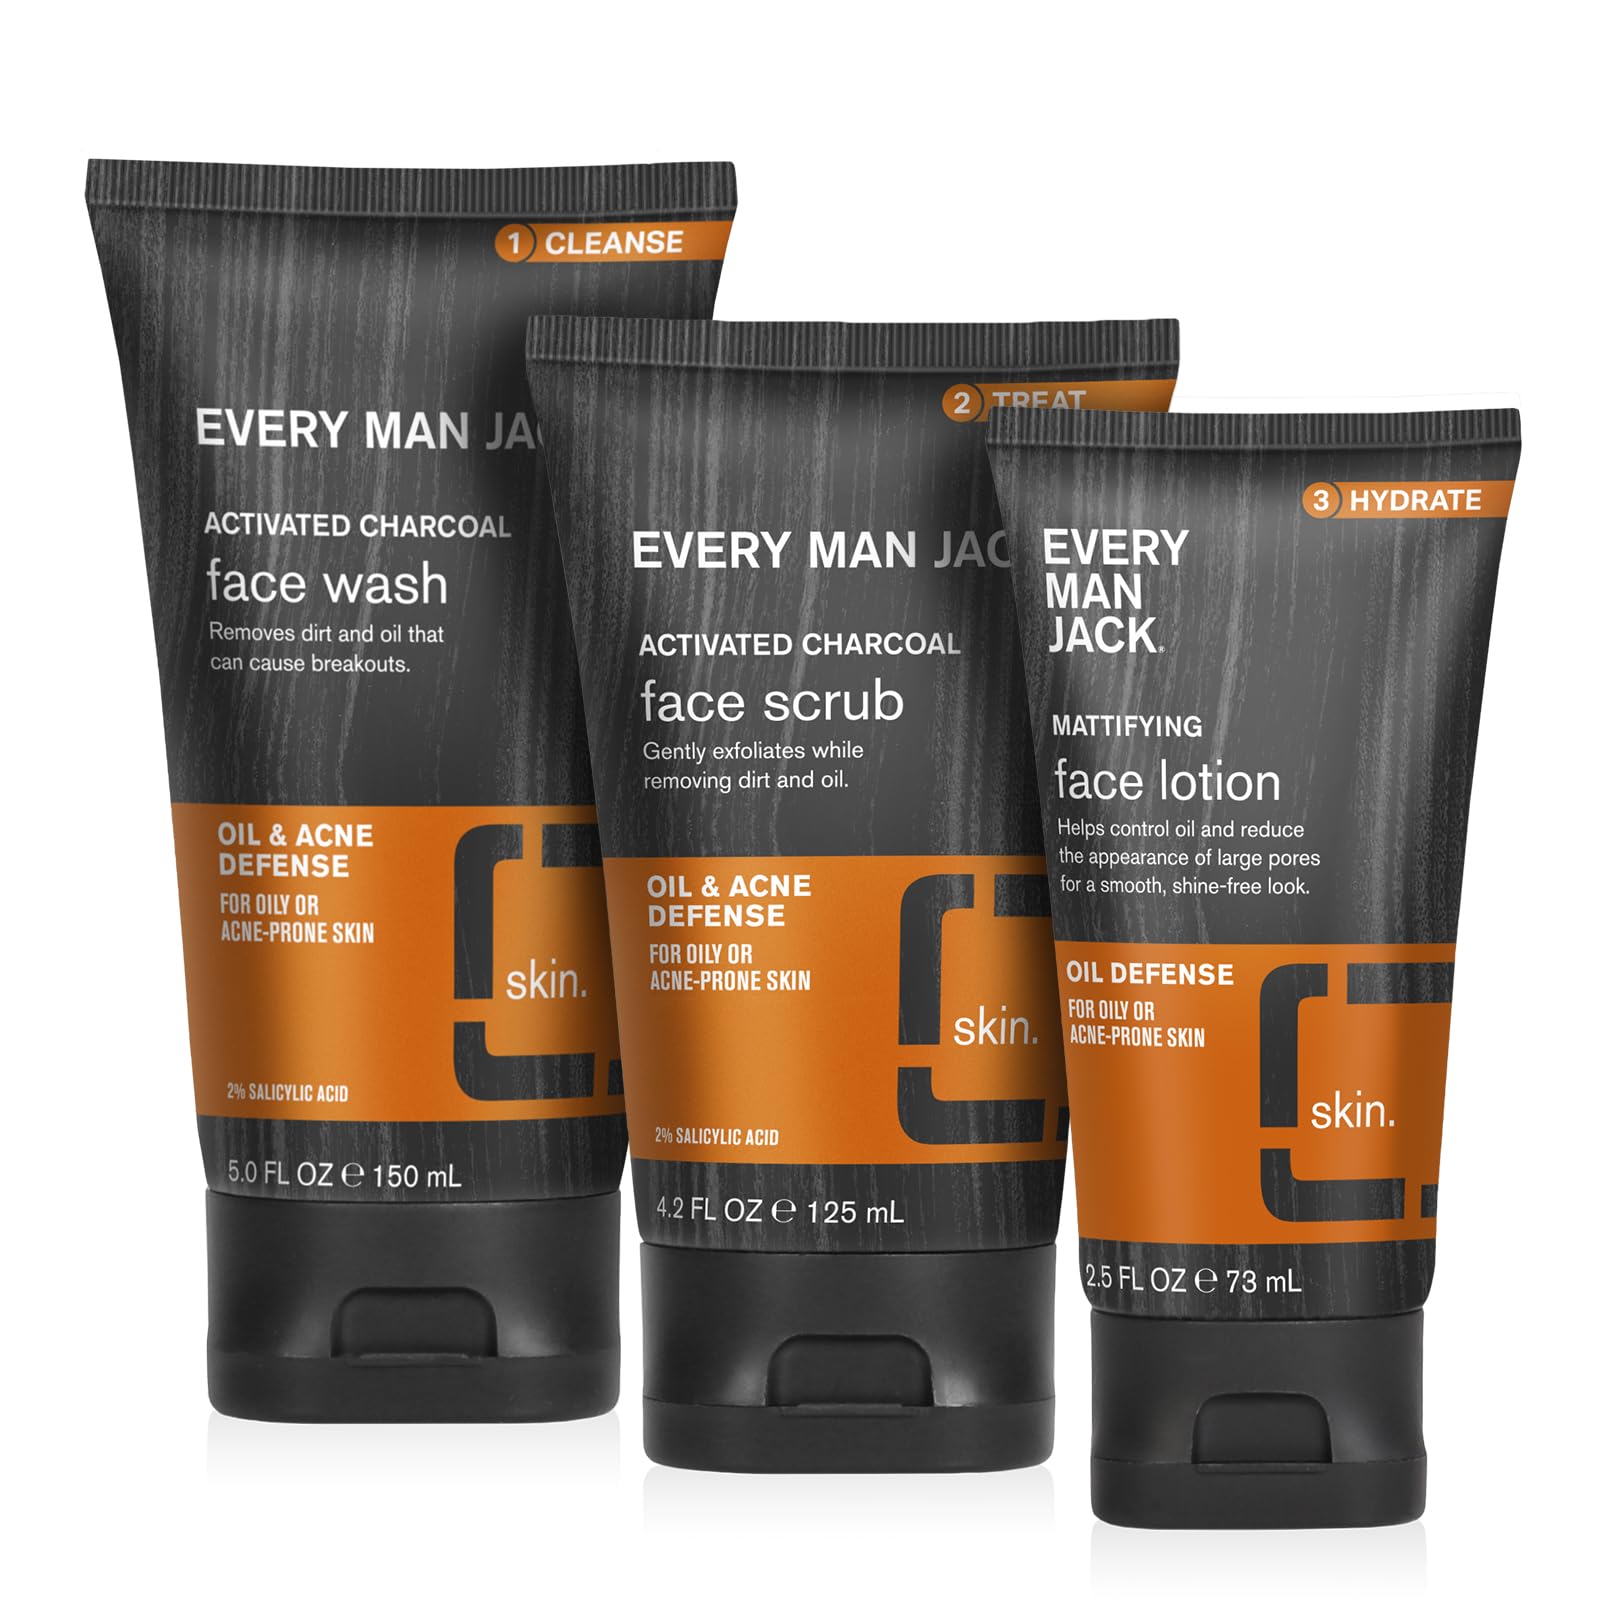 1 CLEANSE
EVERY MAN
ACTIVATED CHARCOAL
face wash
Removes dirt and oil that
can cause breakouts.
OIL & ACNE
DEFENSE
FOR OILY OR
ACNE-PRONE SKIN
skin.
2% SALICYLIC ACID
5.0 FL OZ ℮ 150 mL
2 TREAT
EVERY MAN
ACTIVATED CHARCOAL
face scrub
Gently exfoliates while
removing dirt and oil.
OIL & ACNE
DEFENSE
FOR OILY OR
ACNE-PRONE SKIN
skin.
2% SALICYLIC ACID
4.2 FL OZ ℮ 125 mL
3 HYDRATE
EVERY
MAN
JACK®
MATTIFYING
face lotion
Helps control oil and reduce
the appearance of large pores
for a smooth, shine-free look.
OIL DEFENSE
FOR OILY OR
ACNE-PRONE SKIN
skin.
2.5 FL OZ ℮ 73 mL